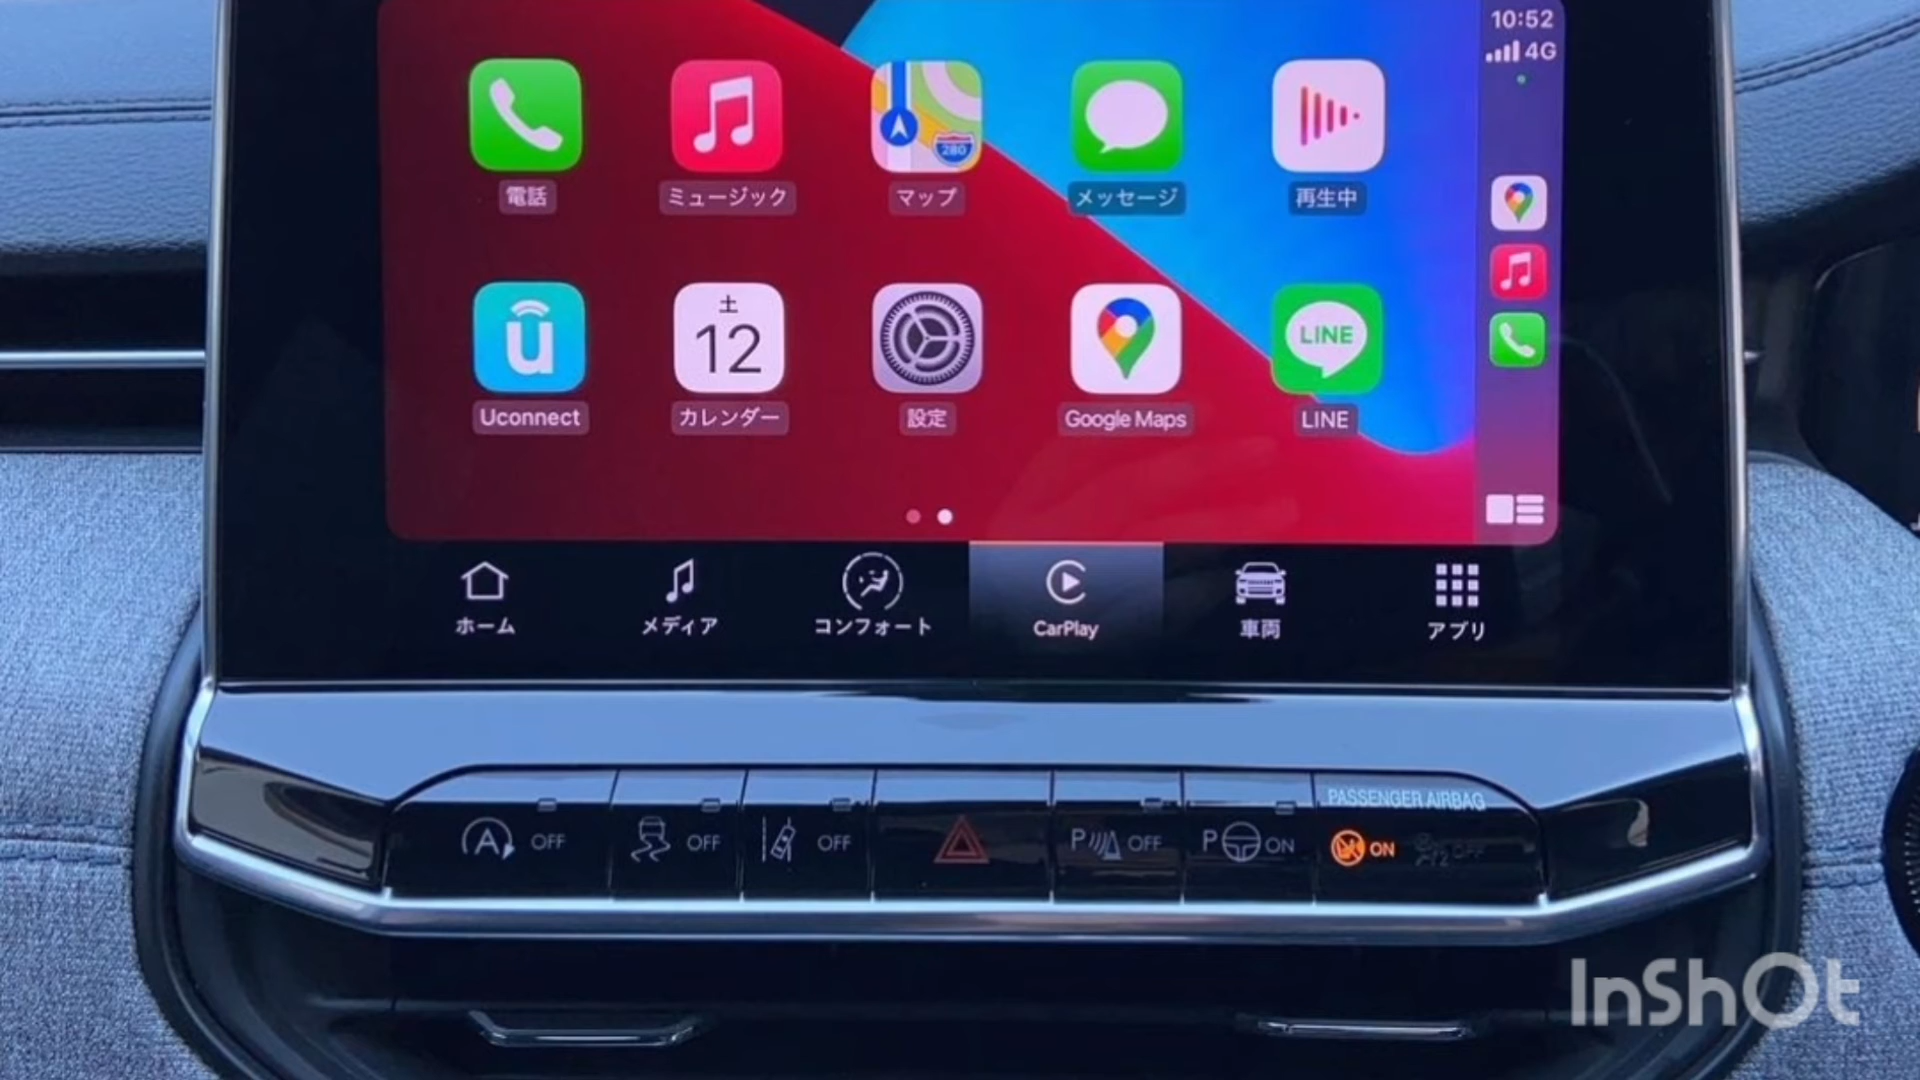 10:52
4G
280
電話
ミュージック
マップ
メッセージ
再生中
土
12
LINE
Uconnect
カレンダー
設定
Google Maps
LINE
ホーム
メディア
コンフォート
CarPlay
車両
アプリ
PASSENGER AIRBAG
A OFF
OFF
OFF
P OFF
P ON
ON
InShOt